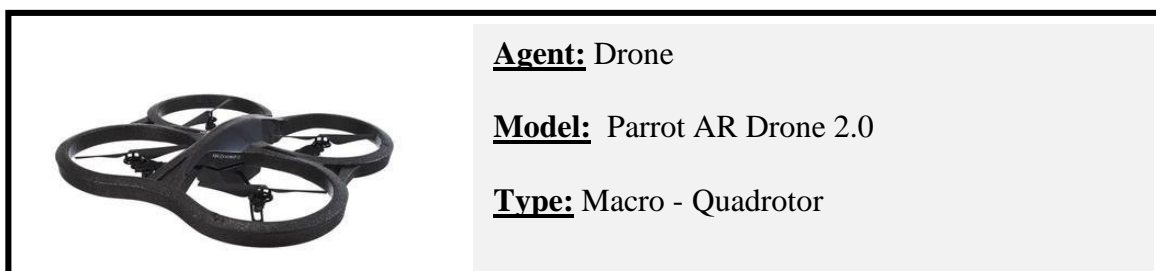 Agent: Drone
Model: Parrot AR Drone 2.0
Type: Macro - Quadrotor